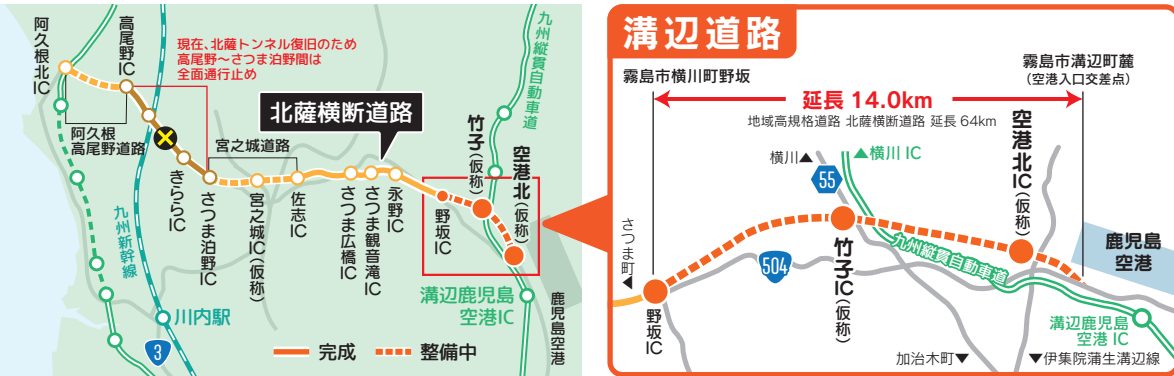 阿久根北IC
高尾野IC
現在、北薩トンネル復旧のため
高尾野～さつま泊野間は
全面通行止め
九州縦貫自動車道
北薩横断道路
阿久根
高尾野道路
宮之城道路
竹子(仮称)
空港北(仮称)
きららIC
さつま泊野IC
宮之城IC(仮称)
佐志IC
さつま広橋IC
さつま観音滝IC
永野IC
野坂IC
九州新幹線
川内駅
3
溝辺鹿児島
空港IC
鹿児島空港
完成
整備中
溝辺道路
霧島市横川町野坂
霧島市溝辺町麓
(空港入口交差点)
延長 14.0km
地域高規格道路 北薩横断道路 延長 64km
横川▲
▲横川 IC
55
空港北IC(仮称)
さつま町▼
504
竹子IC(仮称)
九州縦貫自動車道
鹿児島
空港
野坂IC
溝辺鹿児島
空港 IC
加治木町▼
▼伊集院蒲生溝辺線